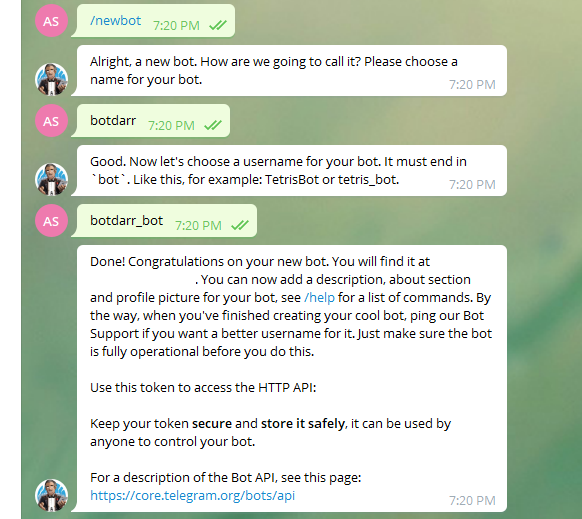 AS
/newbot 7:20 PM
Alright, a new bot. How are we going to call it? Please choose a
name for your bot.
7:20 PM
AS
botdarr 7:20 PM
Good. Now let's choose a username for your bot. It must end in
`bot`. Like this, for example: TetrisBot or tetris_bot.
7:20 PM
AS
botdarr_bot 7:20 PM
Done! Congratulations on your new bot. You will find it at
. You can now add a description, about section
and profile picture for your bot, see /help for a list of commands. By
the way, when you've finished creating your cool bot, ping our Bot
Support if you want a better username for it. Just make sure the bot
is fully operational before you do this.
Use this token to access the HTTP API:
Keep your token secure and store it safely, it can be used by
anyone to control your bot.
For a description of the Bot API, see this page:
https://core.telegram.org/bots/api
7:20 PM